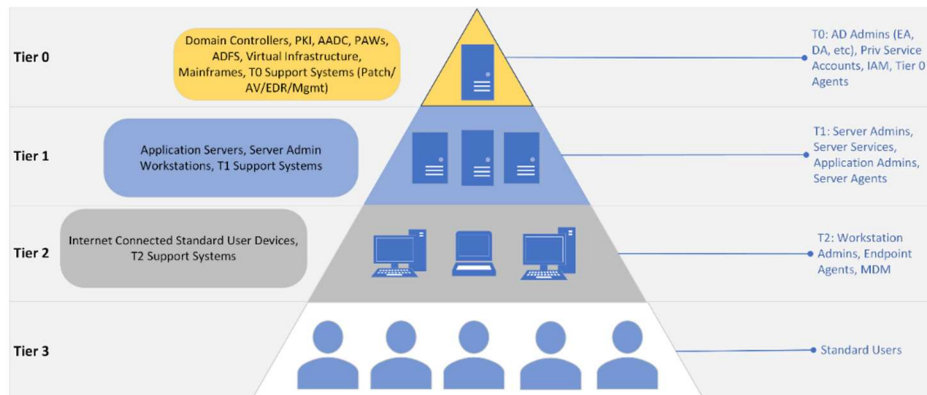 Tier 0
Domain Controllers, PKI, AADC, PAWs,
ADFS, Virtual Infrastructure,
Mainframes, T0 Support Systems (Patch/
AV/EDR/Mgmt)
T0: AD Admins (EA,
DA, etc), Priv Service
Accounts, IAM, Tier 0
Agents
Tier 1
Application Servers, Server Admin
Workstations, T1 Support Systems
T1: Server Admins,
Server Services,
Application Admins,
Server Agents
Tier 2
Internet Connected Standard User Devices,
T2 Support Systems
T2: Workstation
Admins, Endpoint
Agents, MDM
Tier 3
Standard Users